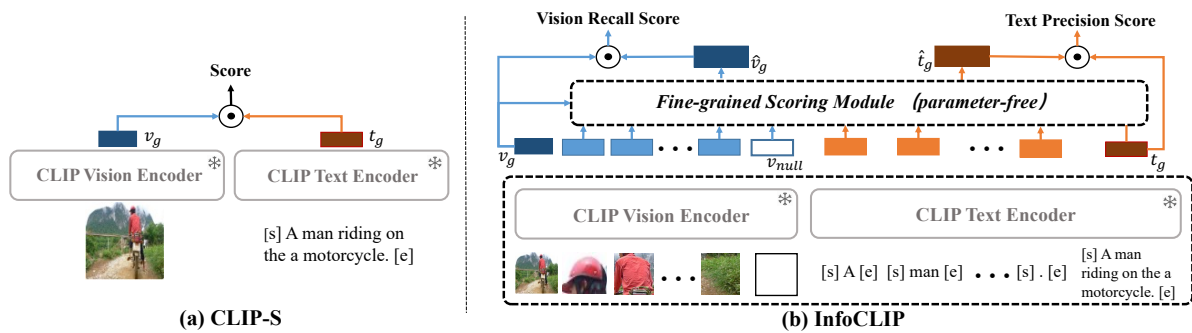 Score
v_g
t_g
CLIP Vision Encoder
CLIP Text Encoder
[s] A man riding on
the a motorcycle. [e]
(a) CLIP-S
Vision Recall Score
Text Precision Score
v̂_g
t̂_g
Fine-grained Scoring Module (parameter-free)
v_g
v_null
t_g
CLIP Vision Encoder
CLIP Text Encoder
[s] A [e] [s] man [e] • • • [s] . [e]
[s] A man
riding on the a
motorcycle. [e]
(b) InfoCLIP